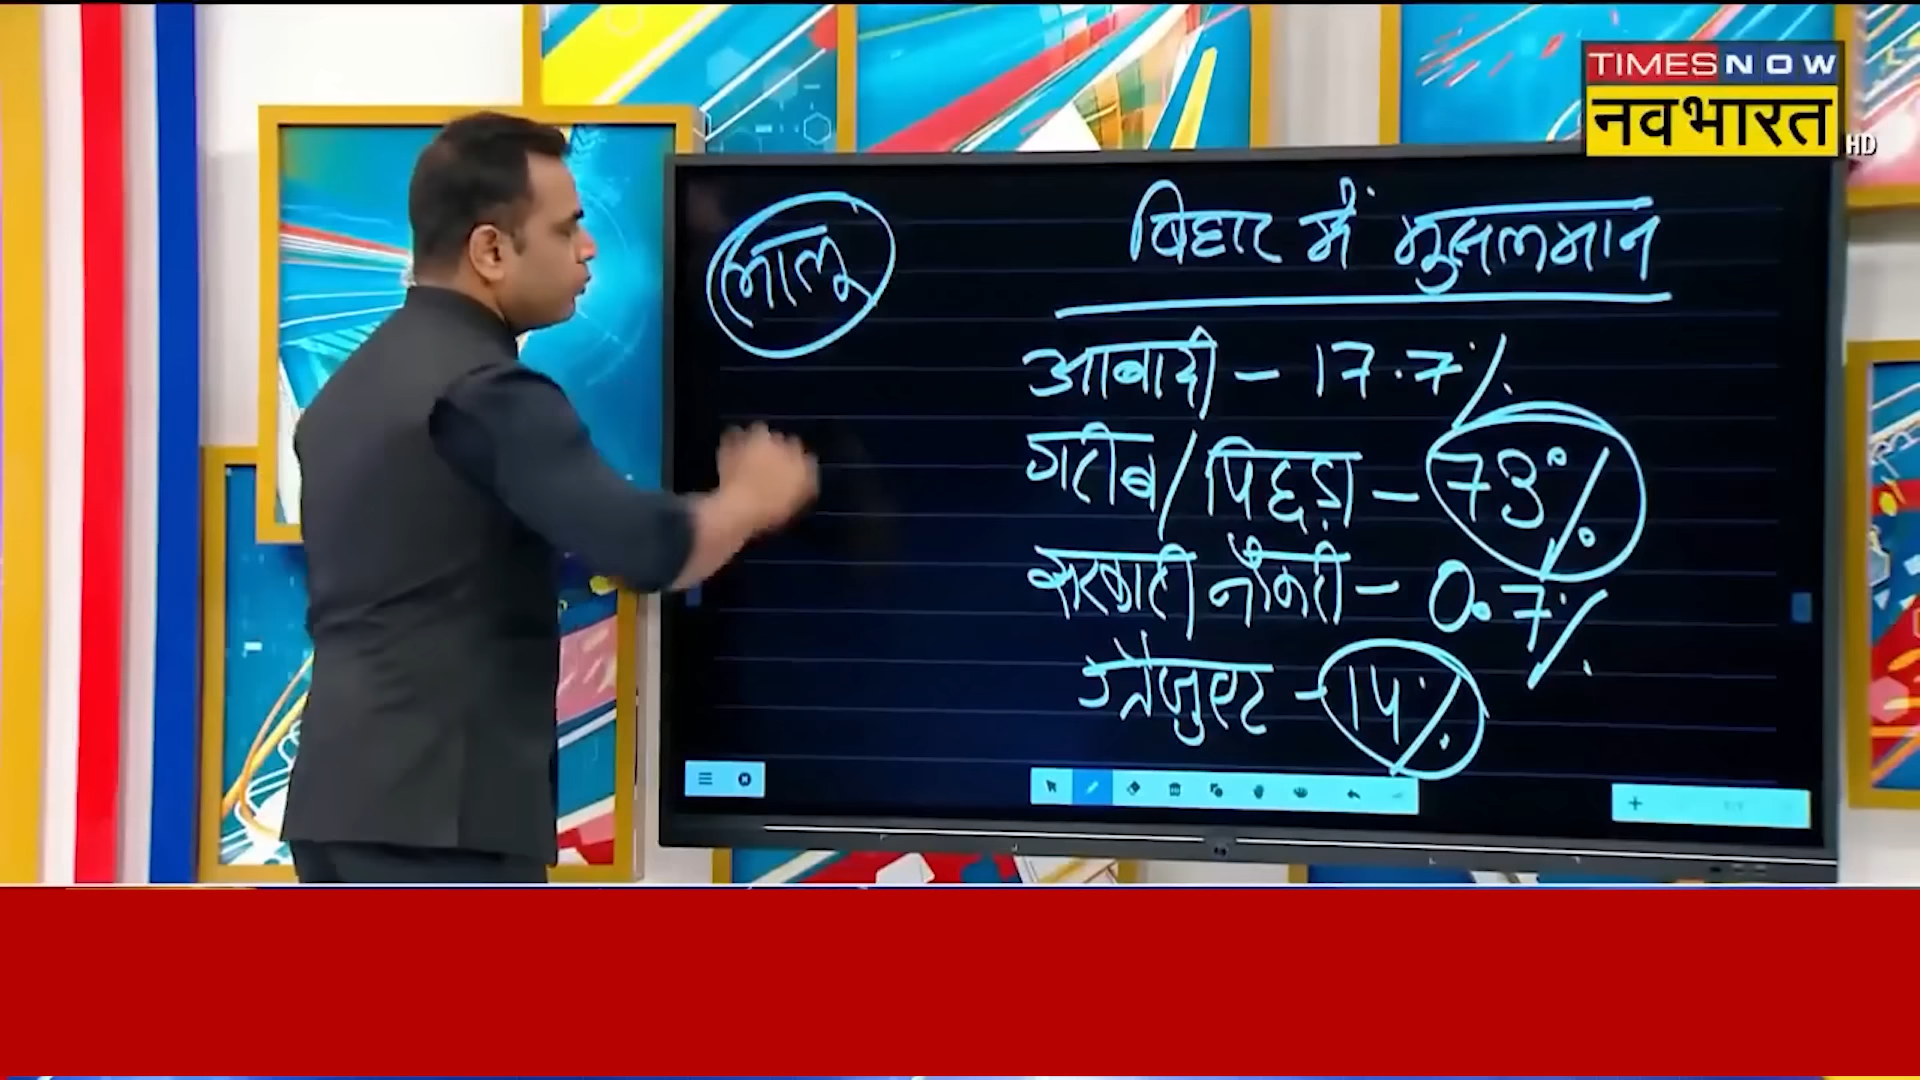 TIMES NOW
नवभारत
HD
लालू
बिहार में मुसलमान
आबादी - 17.7%
गरीब/पिछड़ा - 73%
सरकारी नौकरी - 0.7%
ग्रेजुएट - 14%